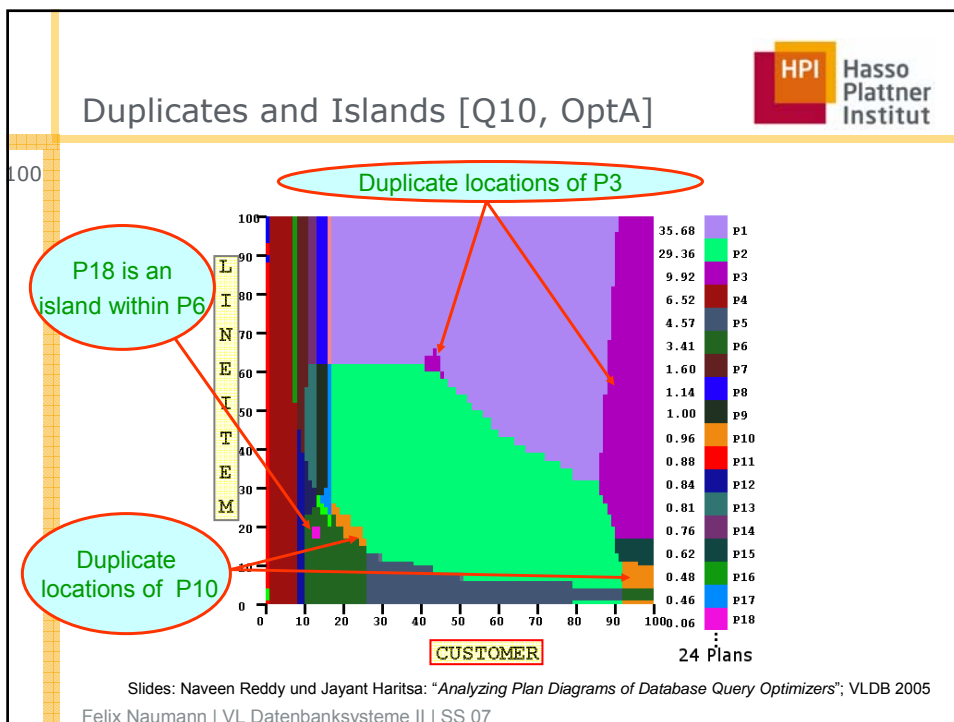 HPI Hasso
Plattner
Institut
Duplicates and Islands [Q10, OptA]
100
Duplicate locations of P3
P18 is an
island within P6
Duplicate
locations of P10
LINEITEM
100
90
80
70
60
50
40
30
20
10
0
0 10 20 30 40 50 60 70 80 90 100
CUSTOMER
35.68 P1
29.36 P2
9.92 P3
6.52 P4
4.57 P5
3.41 P6
1.60 P7
1.14 P8
1.00 P9
0.96 P10
0.88 P11
0.84 P12
0.81 P13
0.76 P14
0.62 P15
0.48 P16
0.46 P17
0.06 P18
24 Plans
Slides: Naveen Reddy und Jayant Haritsa: “Analyzing Plan Diagrams of Database Query Optimizers”; VLDB 2005
Felix Naumann | VL Datenbanksysteme II | SS 07